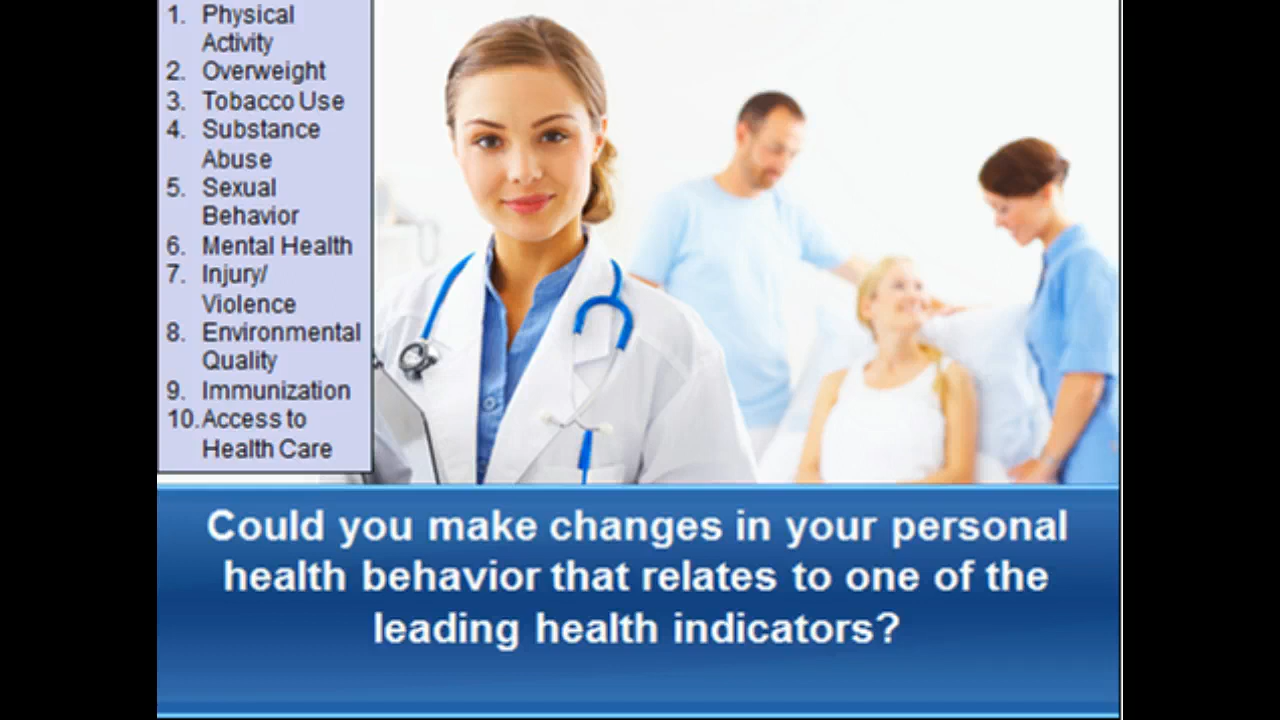 1. Physical
Activity
2. Overweight
3. Tobacco Use
4. Substance
Abuse
5. Sexual
Behavior
6. Mental Health
7. Injury/
Violence
8. Environmental
Quality
9. Immunization
10. Access to
Health Care
Could you make changes in your personal
health behavior that relates to one of the
leading health indicators?